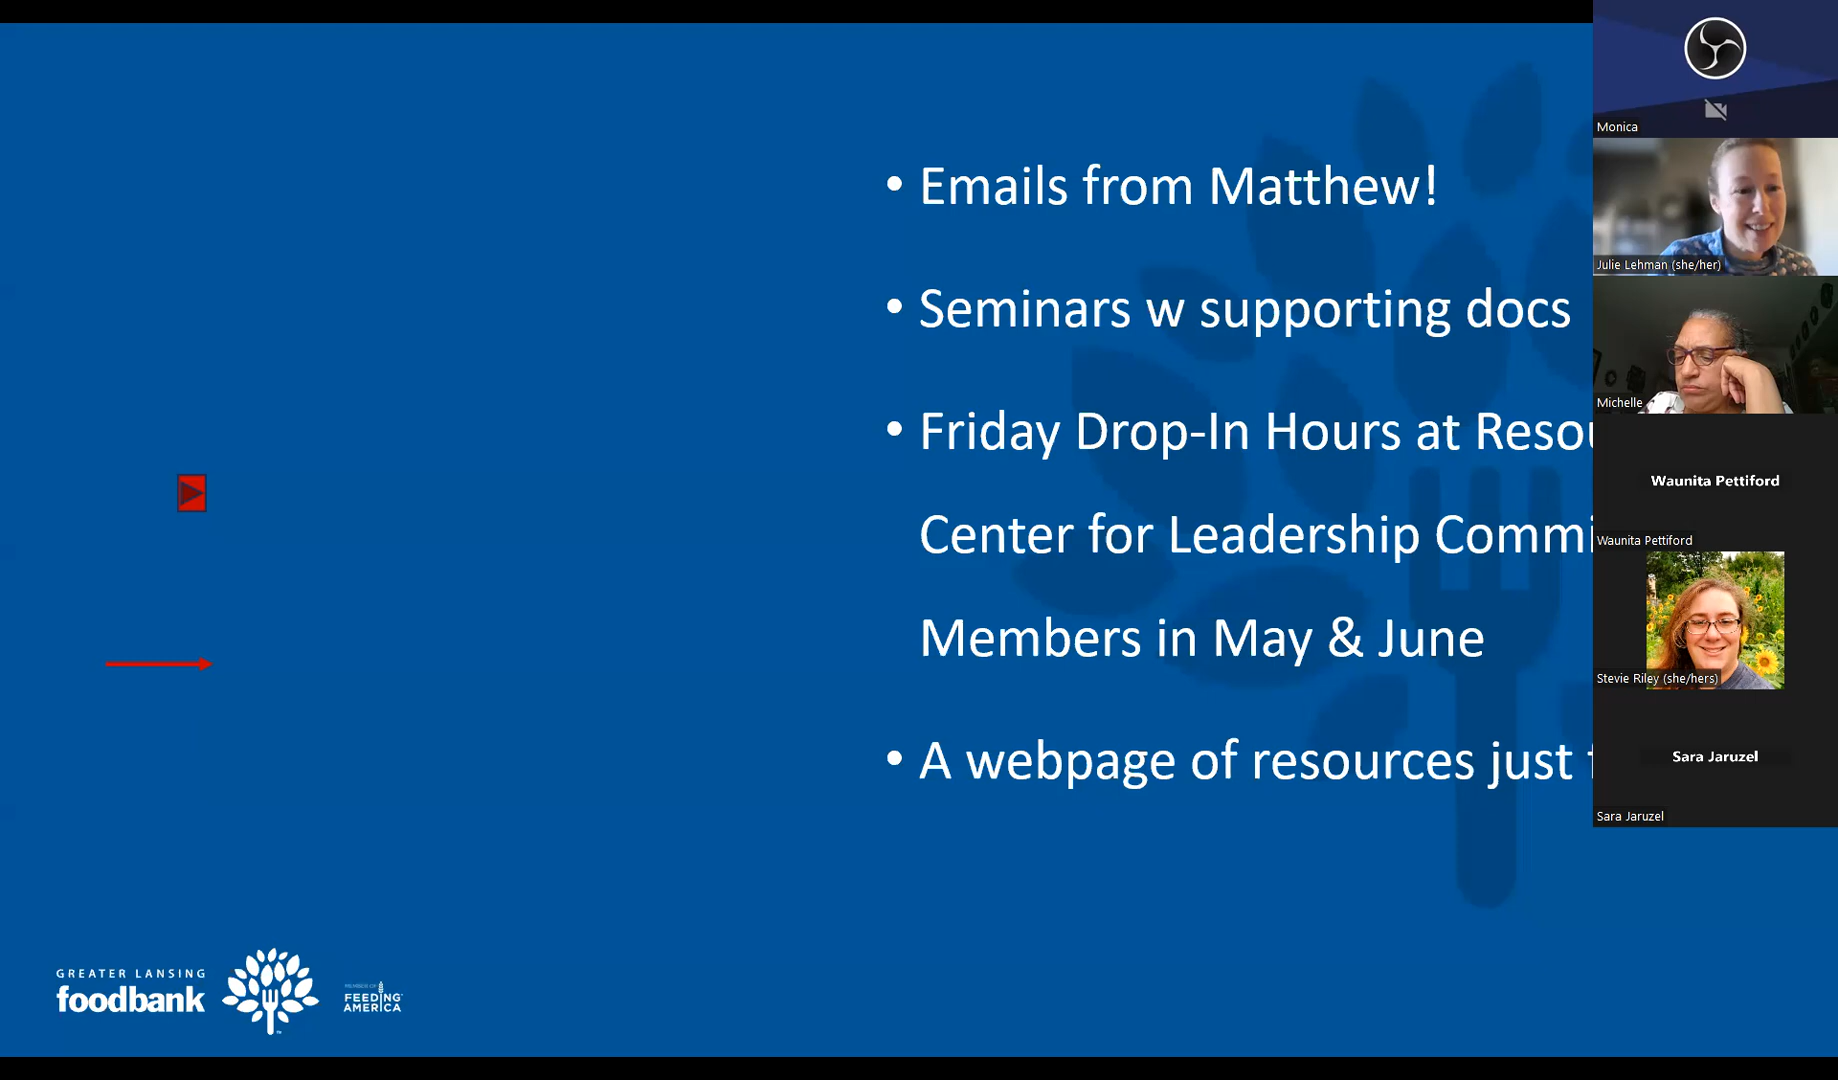 • Emails from Matthew!
• Seminars w supporting docs
• Friday Drop-In Hours at
Center for Leadership
Members in May & June
• A webpage of resources just
Monica
Julie Lehman (she/her)
Michelle
Waunita Pettiford
Waunita Pettiford
Stevie Riley (she/hers)
Sara Jaruzel
Sara Jaruzel
GREATER LANSING
foodbank
MEMBER OF
FEEDING
AMERICA